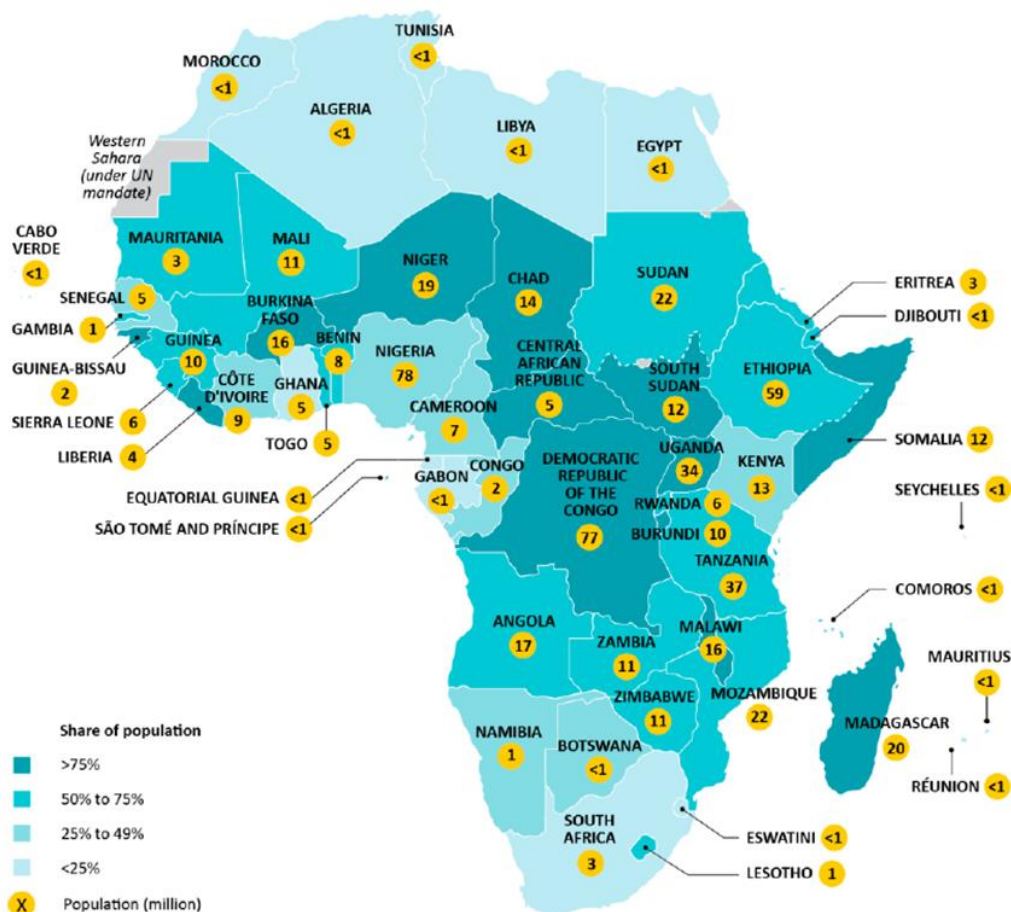 TUNISIA
<1
MOROCCO
<1
ALGERIA
<1
LIBYA
<1
EGYPT
<1
Western
Sahara
(under UN
mandate)
CABO
VERDE
<1
MAURITANIA
3
MALI
11
NIGER
19
CHAD
14
SUDAN
22
ERITREA 3
DJIBOUTI <1
SENEGAL 5
GAMBIA 1
GUINEA-BISSAU
2
GUINEA
10
BURKINA
FASO
16
BENIN
8
NIGERIA
78
CENTRAL
AFRICAN
REPUBLIC
5
SOUTH
SUDAN
12
ETHIOPIA
59
SIERRA LEONE 6
LIBERIA 4
CÔTE
D'IVOIRE
9
GHANA
5
TOGO 5
CAMEROON
7
SOMALIA 12
EQUATORIAL GUINEA <1
SÃO TOMÉ AND PRÍNCIPE <1
GABON
<1
CONGO
2
DEMOCRATIC
REPUBLIC
OF THE
CONGO
77
UGANDA
34
KENYA
13
RWANDA 6
BURUNDI 10
TANZANIA
37
SEYCHELLES <1
COMOROS <1
ANGOLA
17
ZAMBIA
11
MALAWI
16
MOZAMBIQUE
22
ZIMBABWE
11
MAURITIUS
<1
MADAGASCAR
20
RÉUNION <1
NAMIBIA
1
BOTSWANA
<1
SOUTH
AFRICA
3
ESWATINI <1
LESOTHO 1
Share of population
>75%
50% to 75%
25% to 49%
<25%
X Population (million)